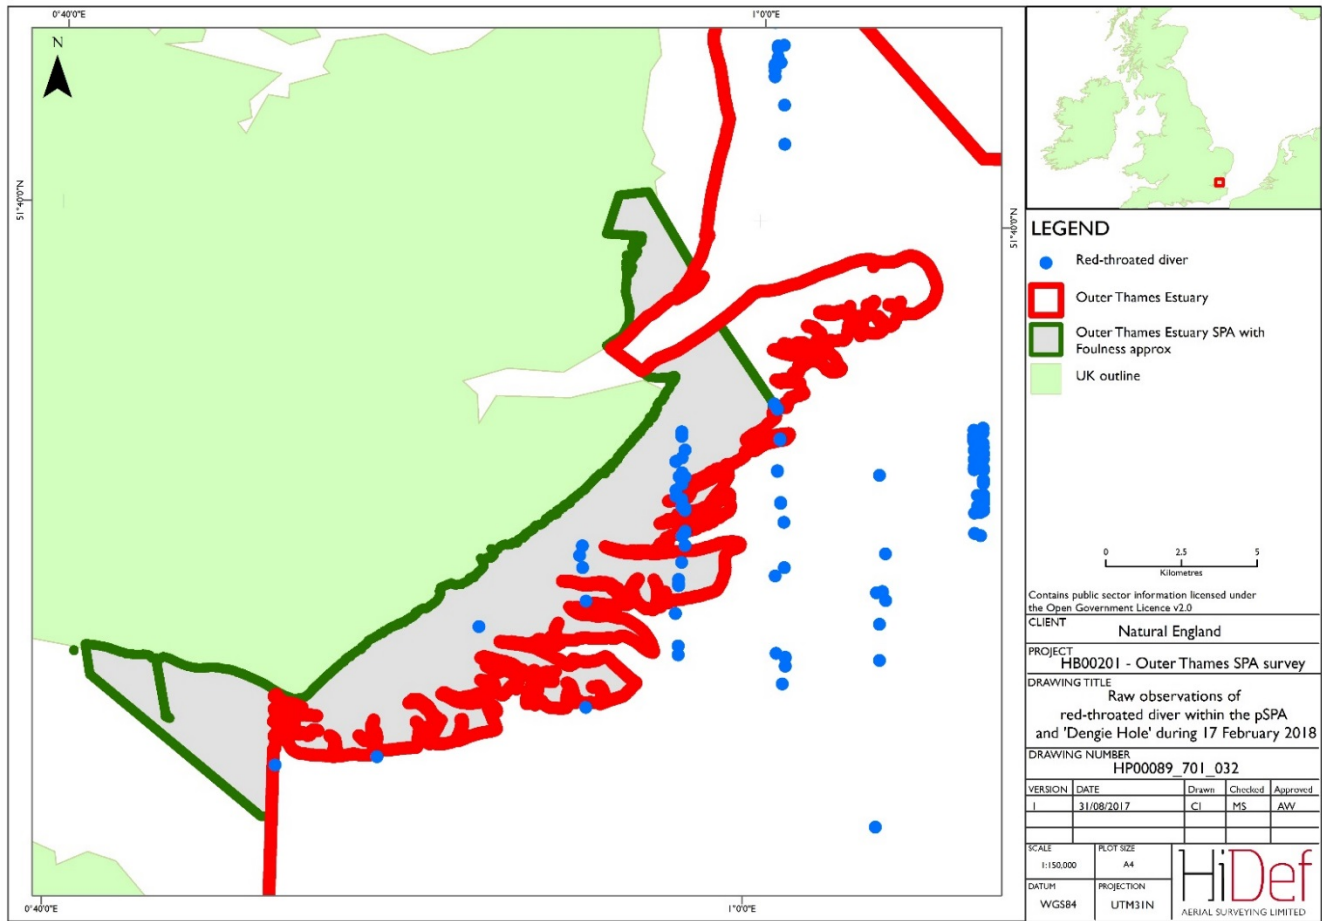 0°40'0"E
1°0'0"E
N
51°40'0"N
51°40'0"N
0°40'0"E
1°0'0"E
LEGEND
Red-throated diver
Outer Thames Estuary
Outer Thames Estuary SPA with
Foulness approx
UK outline
0 2.5 5
Kilometres
Contains public sector information licensed under
the Open Government Licence v2.0
CLIENT
Natural England
PROJECT
HB00201 - Outer Thames SPA survey
DRAWING TITLE
Raw observations of
red-throated diver within the pSPA
and 'Dengie Hole' during 17 February 2018
DRAWING NUMBER
HP00089_701_032
VERSION DATE Drawn Checked Approved
1 31/08/2017 CI MS AW
SCALE PLOT SIZE
1:150,000 A4
DATUM PROJECTION
WGS84 UTM31N
HiDef
AERIAL SURVEYING LIMITED